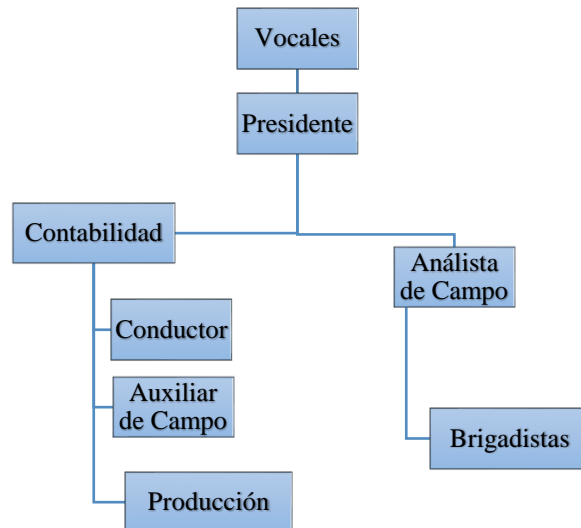 Vocales
Presidente
Contabilidad
Análista
de Campo
Conductor
Auxiliar
de Campo
Brigadistas
Producción